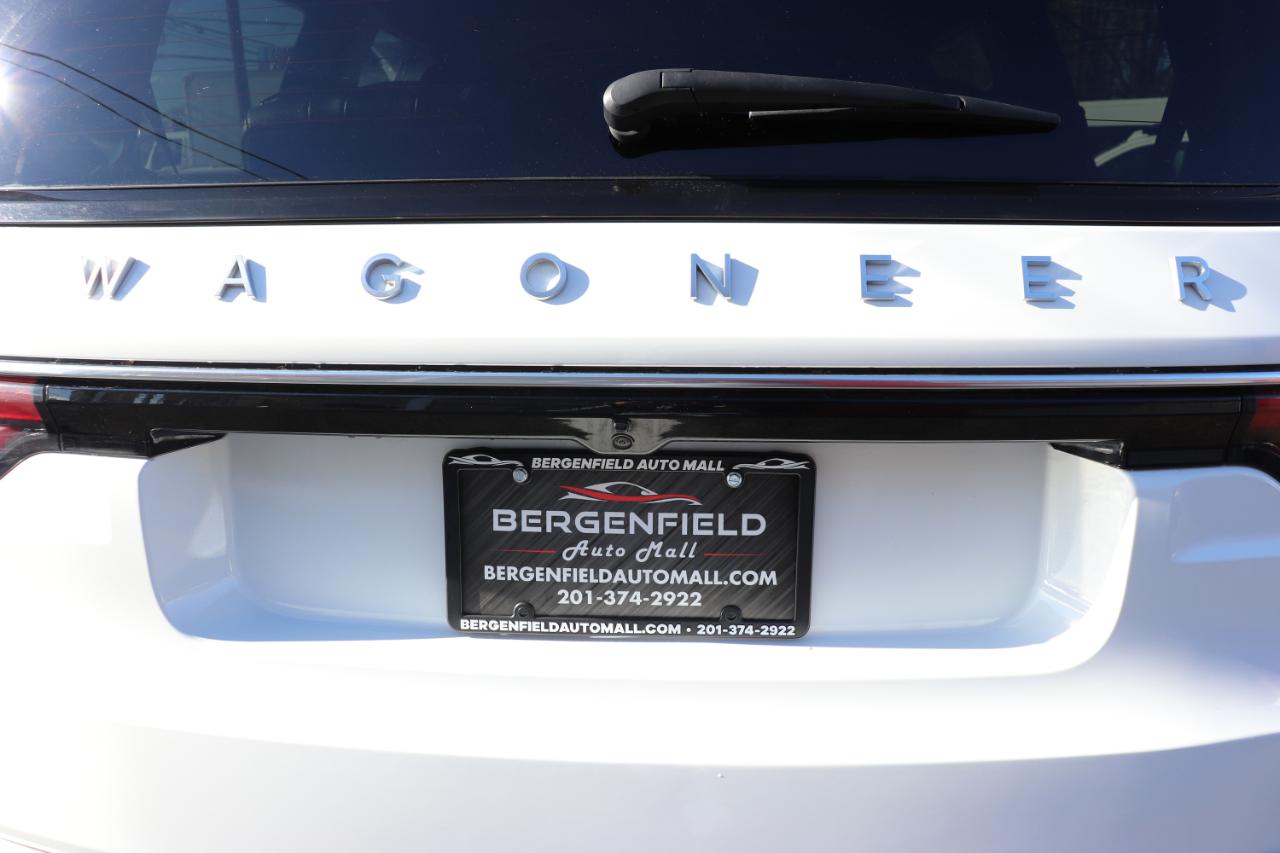 WAGONEER
BERGENFIELD AUTO MALL
BERGENFIELD
Auto Mall
BERGENFIELDAUTOMALL.COM
201-374-2922
BERGENFIELDAUTOMALL.COM • 201-374-2922